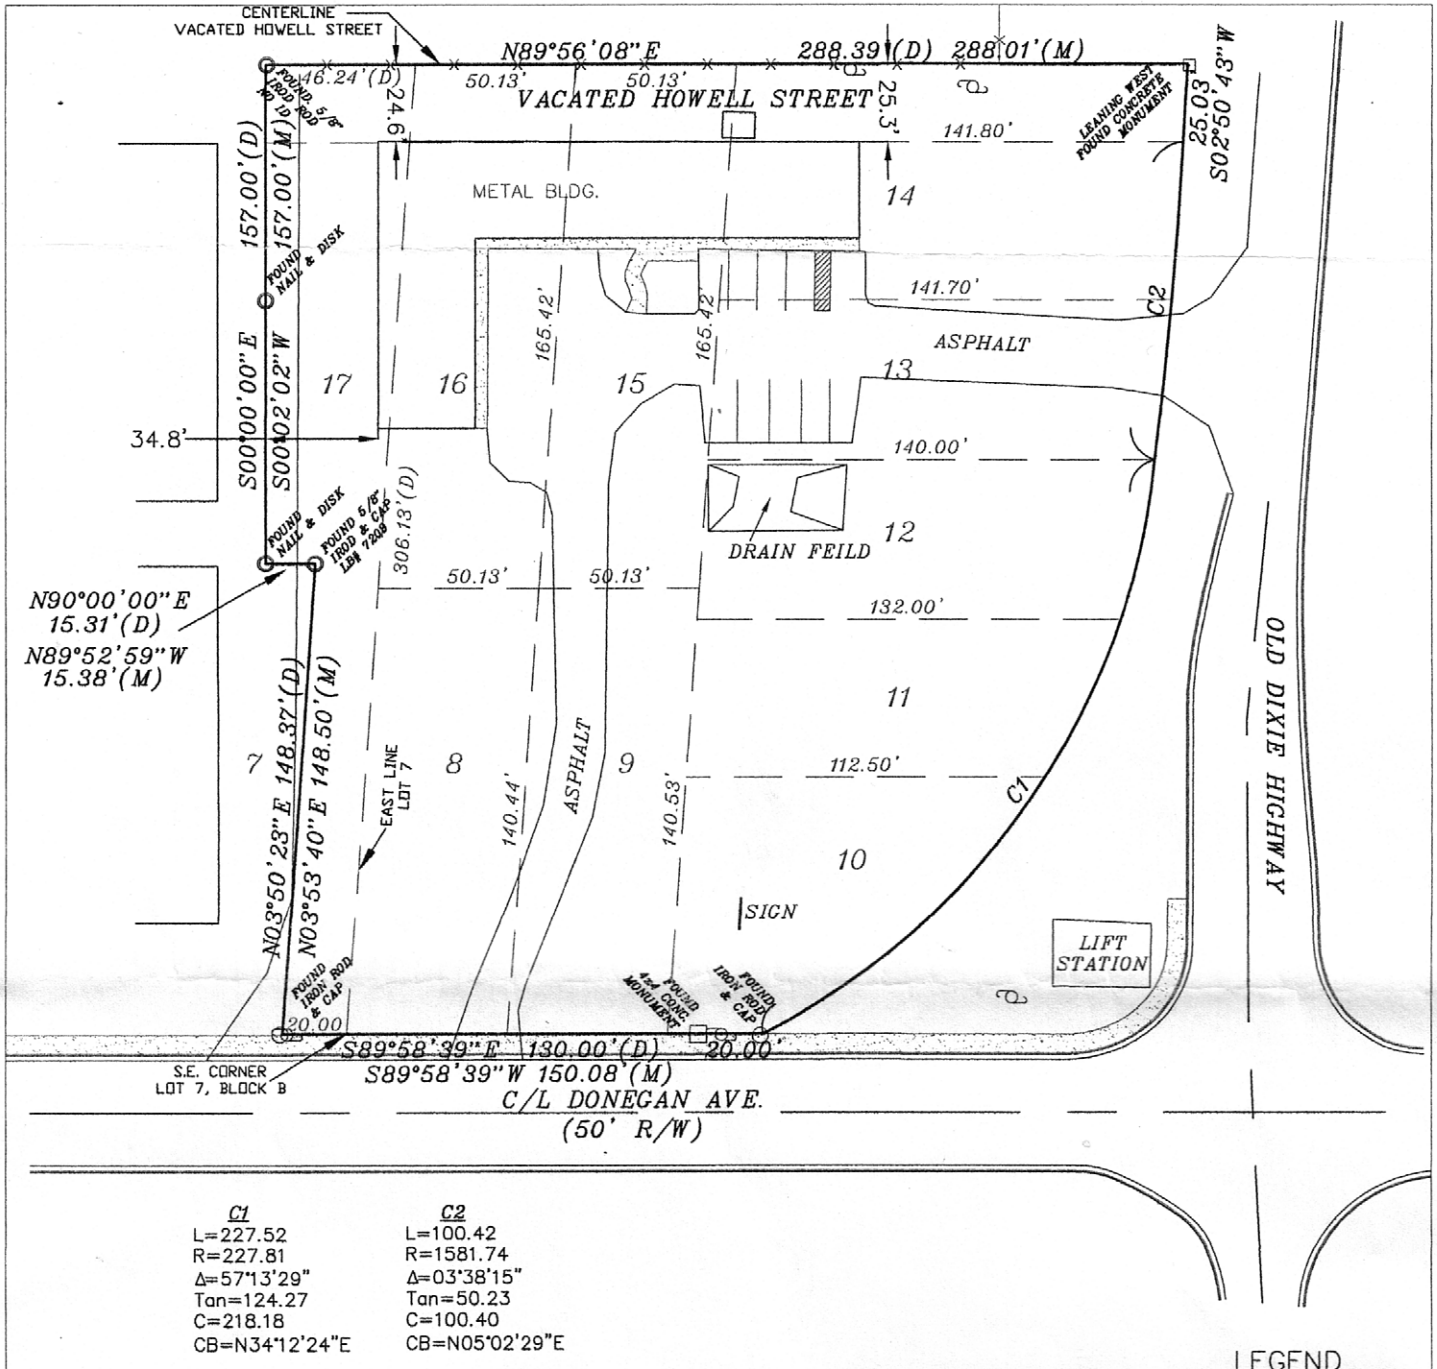 CENTERLINE
VACATED HOWELL STREET
N89°56'08"E 288.39(D) 288.01'(M)
46.24'(D) 50.13' 50.13'
VACATED HOWELL STREET
FOUND 5/8"
IROD ROD
NO ID
24.6'
25.3'
141.80'
LEANING WEST
FOUND CONCRETE
MONUMENT
25.03
S02°50'43"W
157.00'(D)
157.00'(M)
METAL BLDG.
14
FOUND
NAIL & DISK
S00°00'00"E
S00°02'02"W
165.42'
165.42'
141.70'
C2
ASPHALT
17
16
15
13
34.8'
140.00'
306.13'(D)
FOUND
NAIL & DISK
FOUND 5/8"
IROD & CAP
LB# 7208
12
DRAIN FEILD
50.13' 50.13'
132.00'
N90°00'00"E
15.31'(D)
N89°52'59"W
15.38'(M)
N03°50'23"E 148.37'(D)
N03°53'40"E 148.50'(M)
OLD DIXIE HIGHWAY
11
7
EAST LINE
LOT 7
8
ASPHALT
9
112.50'
C1
140.44'
140.53'
10
SIGN
LIFT
STATION
FOUND
IRON ROD
&
CAP
FOUND
4x4 CONC.
MONUMENT
FOUND
IRON ROD
& CAP
20.00
S89°58'39"E 130.00'(D) 20.00'
S89°58'39"W 150.08'(M)
S.E. CORNER
LOT 7, BLOCK B
C/L DONEGAN AVE.
(50' R/W)
C1
L=227.52
R=227.81
Δ=57°13'29"
Tan=124.27
C=218.18
CB=N34°12'24"E
C2
L=100.42
R=1581.74
Δ=03°38'15"
Tan=50.23
C=100.40
CB=N05°02'29"E
LEGEND